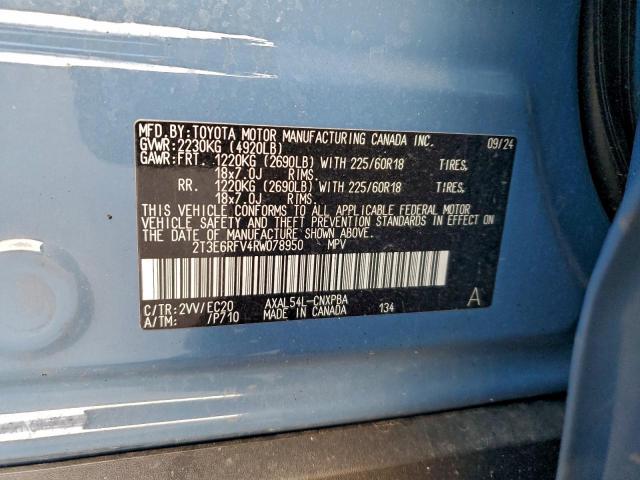 MFD. BY: TOYOTA MOTOR MANUFACTURING CANADA INC. 09/24
GVWR: 2230KG (4920LB)
GAWR: FRT. 1220KG (2690LB) WITH 225/60R18 TIRES.
18x7.0J RIMS.
RR. 1220KG (2690LB) WITH 225/60R18 TIRES.
18x7.0J RIMS.
THIS VEHICLE CONFORMS TO ALL APPLICABLE FEDERAL MOTOR
VEHICLE SAFETY AND THEFT PREVENTION STANDARDS IN EFFECT ON
THE DATE OF MANUFACTURE SHOWN ABOVE.
2T3E6RFV4RW078950 MPV
C/TR: 2VV/EC20 AXAL54L-CNXPBA A
A/TM: /P710 MADE IN CANADA 134